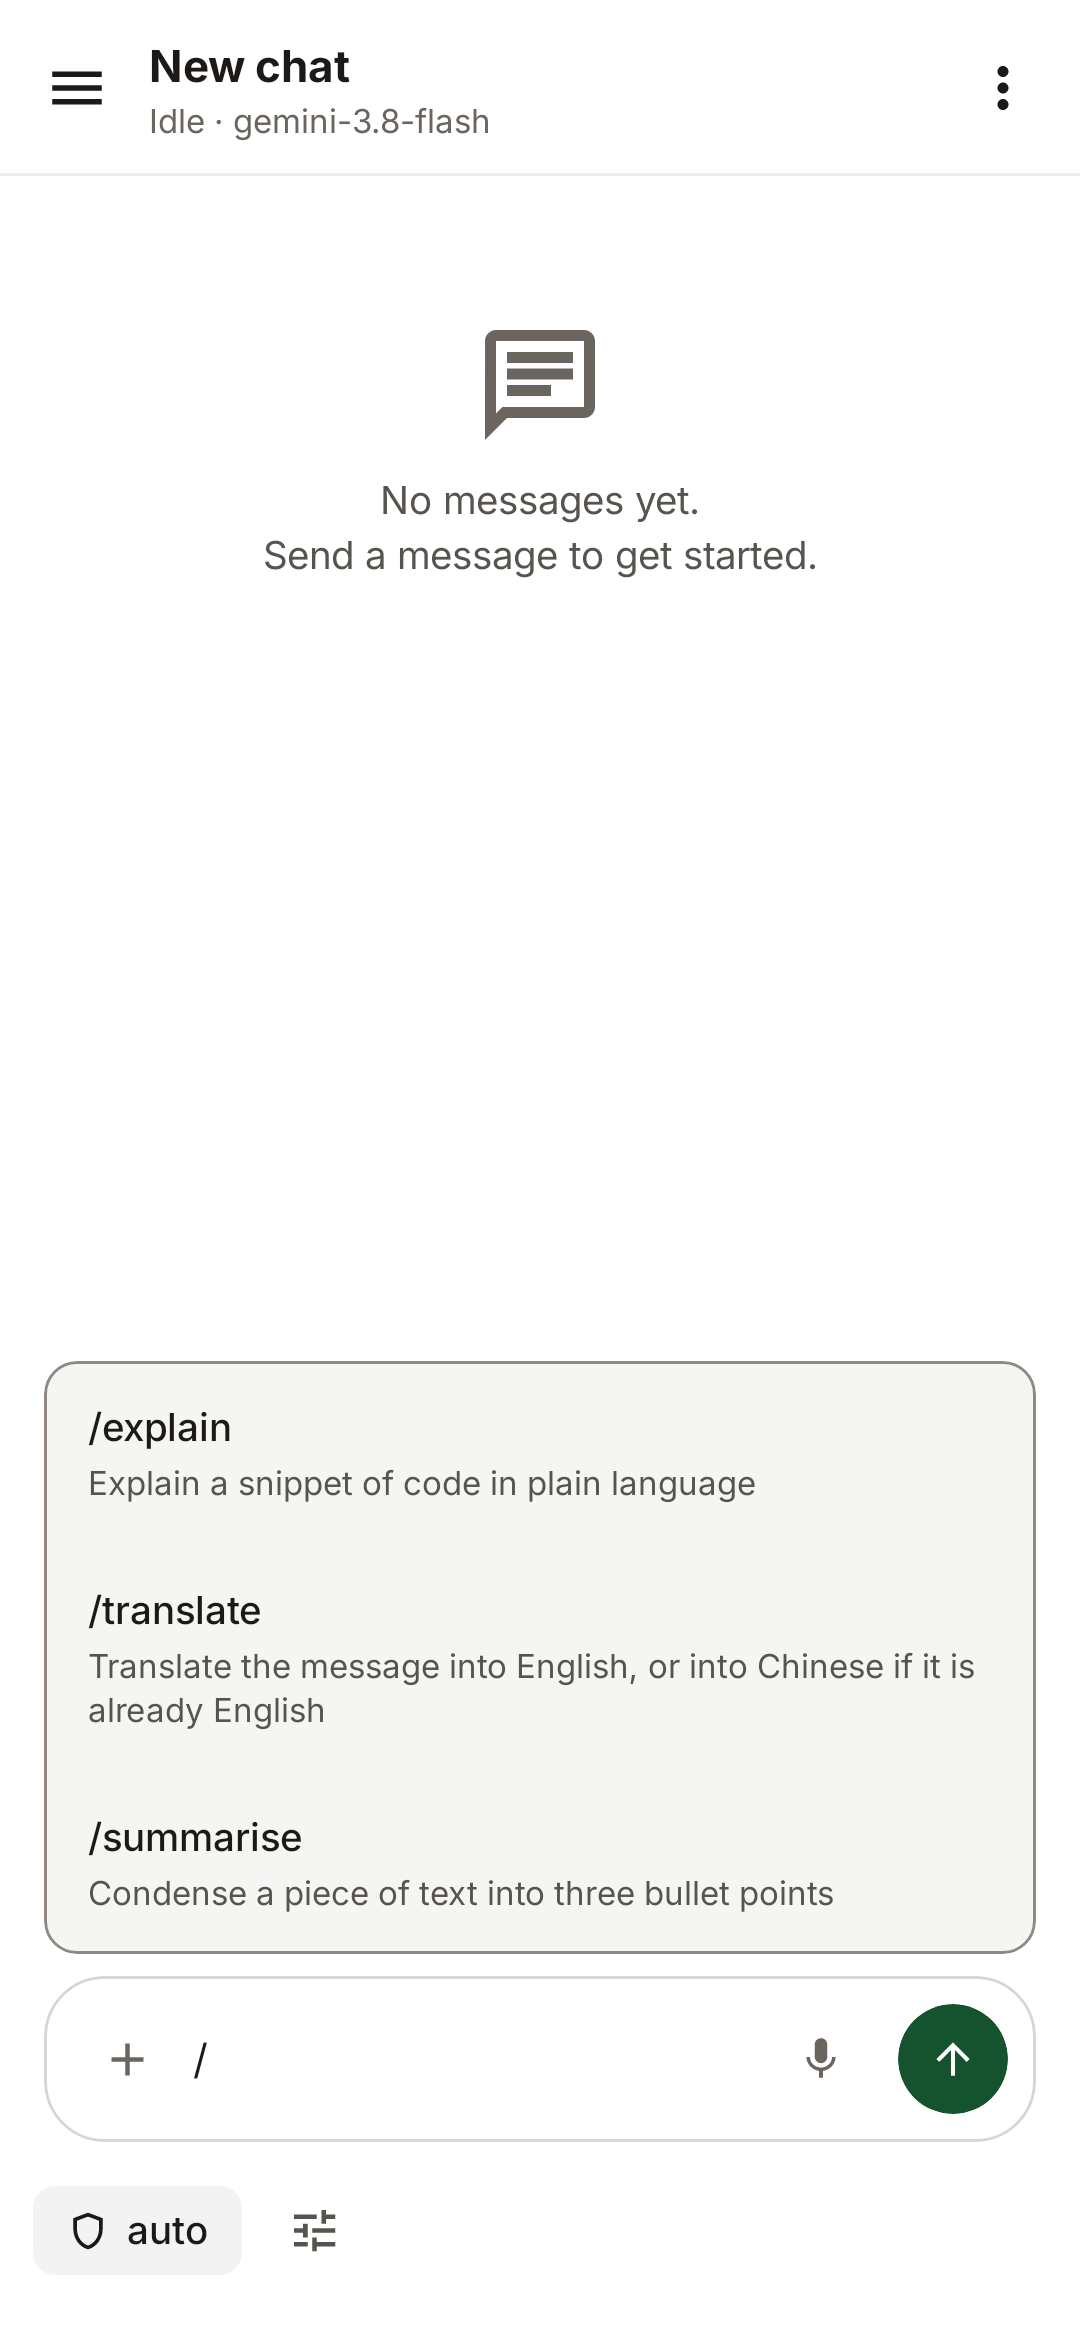 New chat
Idle · gemini-3.8-flash
No messages yet.
Send a message to get started.
/explain
Explain a snippet of code in plain language
/translate
Translate the message into English, or into Chinese if it is
already English
/summarise
Condense a piece of text into three bullet points
/
auto